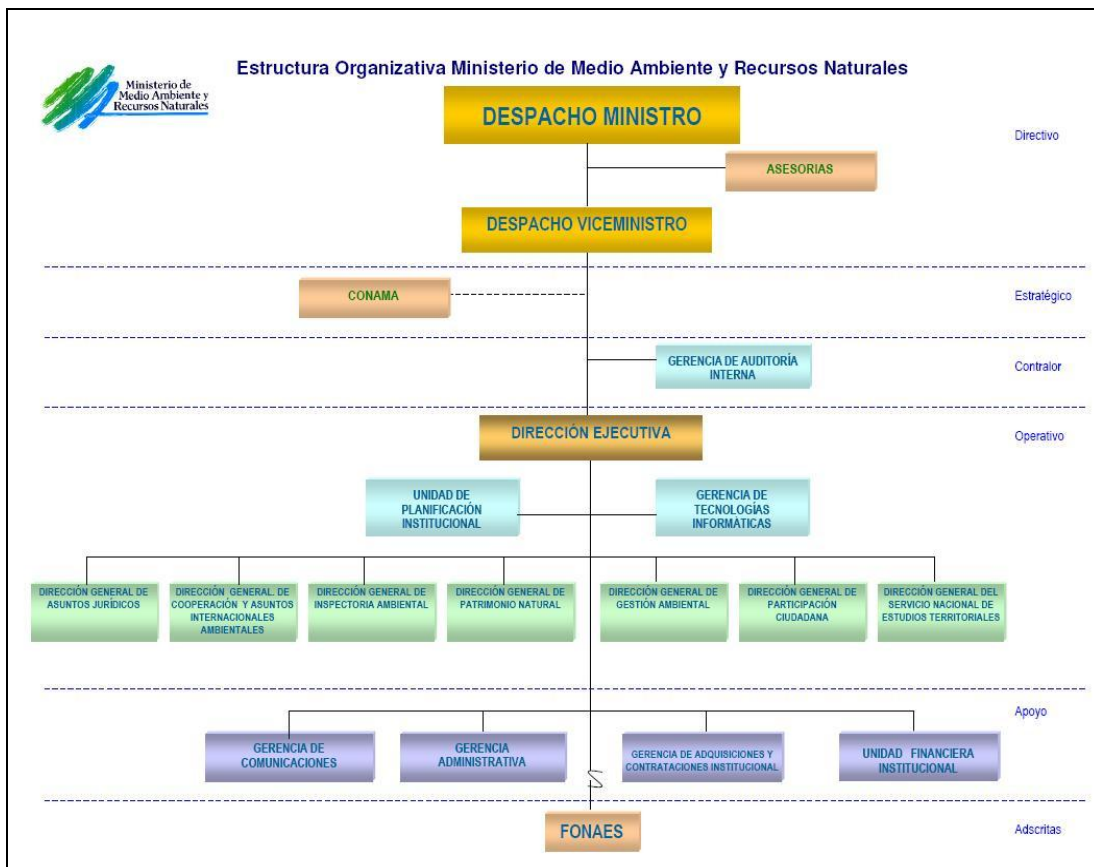 Estructura Organizativa Ministerio de Medio Ambiente y Recursos Naturales
Ministerio de
Medio Ambiente y
Recursos Naturales
DESPACHO MINISTRO
Directivo
ASESORIAS
DESPACHO VICEMINISTRO
CONAMA
Estratégico
GERENCIA DE AUDITORÍA
INTERNA
Contralor
DIRECCIÓN EJECUTIVA
Operativo
UNIDAD DE
PLANIFICACIÓN
INSTITUCIONAL
GERENCIA DE
TECNOLOGÍAS
INFORMÁTICAS
DIRECCIÓN GENERAL DE
ASUNTOS JURÍDICOS
DIRECCIÓN GENERAL. DE
COOPERACIÓN Y ASUNTOS
INTERNACIONALES
AMBIENTALES
DIRECCIÓN GENERAL DE
INSPECTORIA AMBIENTAL
DIRECCIÓN GENERAL DE
PATRIMONIO NATURAL
DIRECCIÓN GENERAL DE
GESTIÓN AMBIENTAL
DIRECCIÓN GENERAL DE
PARTICIPACIÓN
CIUDADANA
DIRECCIÓN GENERAL DEL
SERVICIO NACIONAL DE
ESTUDIOS TERRITORIALES
Apoyo
GERENCIA DE
COMUNICACIONES
GERENCIA
ADMINISTRATIVA
GERENCIA DE ADQUISICIONES Y
CONTRATACIONES INSTITUCIONAL
UNIDAD FINANCIERA
INSTITUCIONAL
FONAES
Adscritas